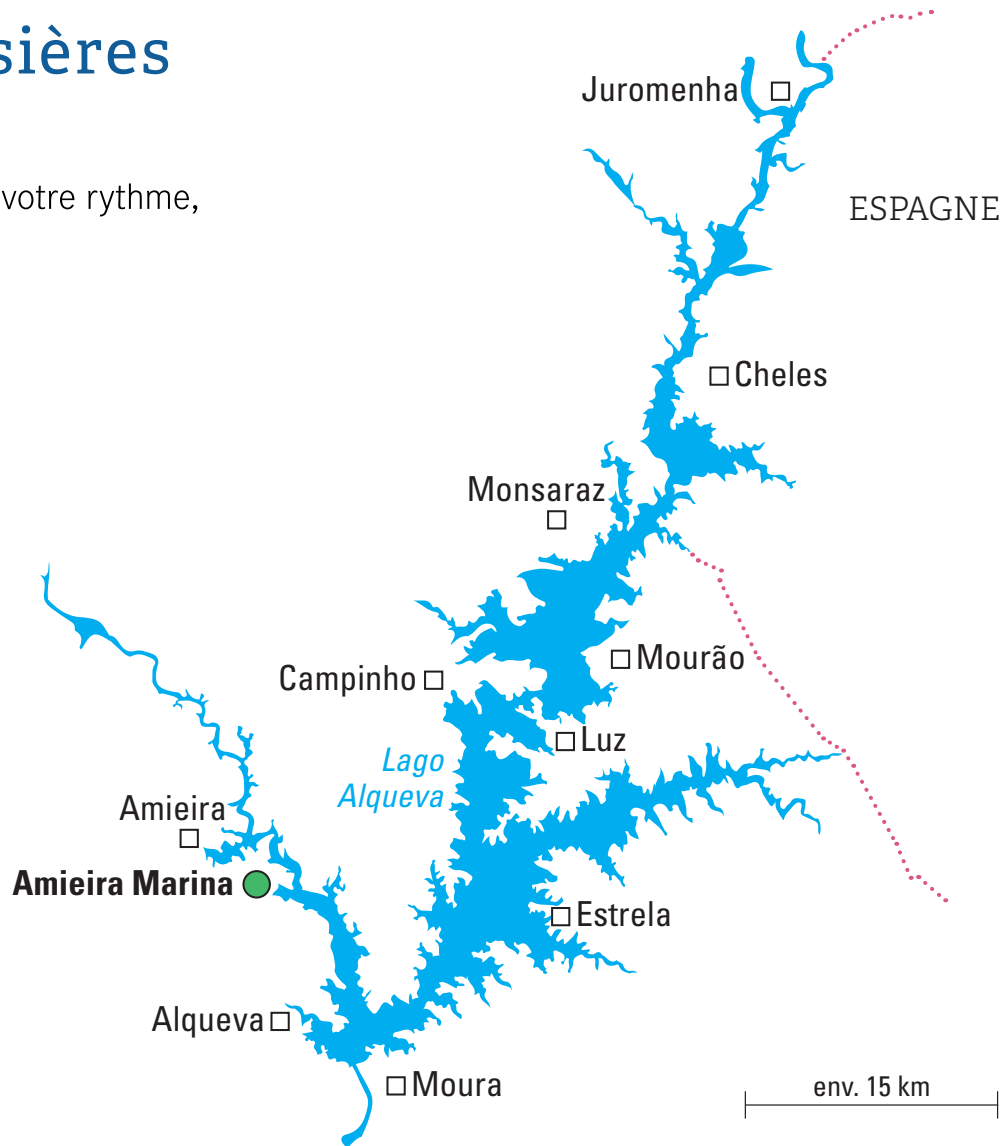 sières
votre rythme,
Juromenha
ESPAGNE
Cheles
Monsaraz
Mourão
Campinho
Luz
Lago
Alqueva
Amieira
Amieira Marina
Estrela
Alqueva
Moura
env. 15 km